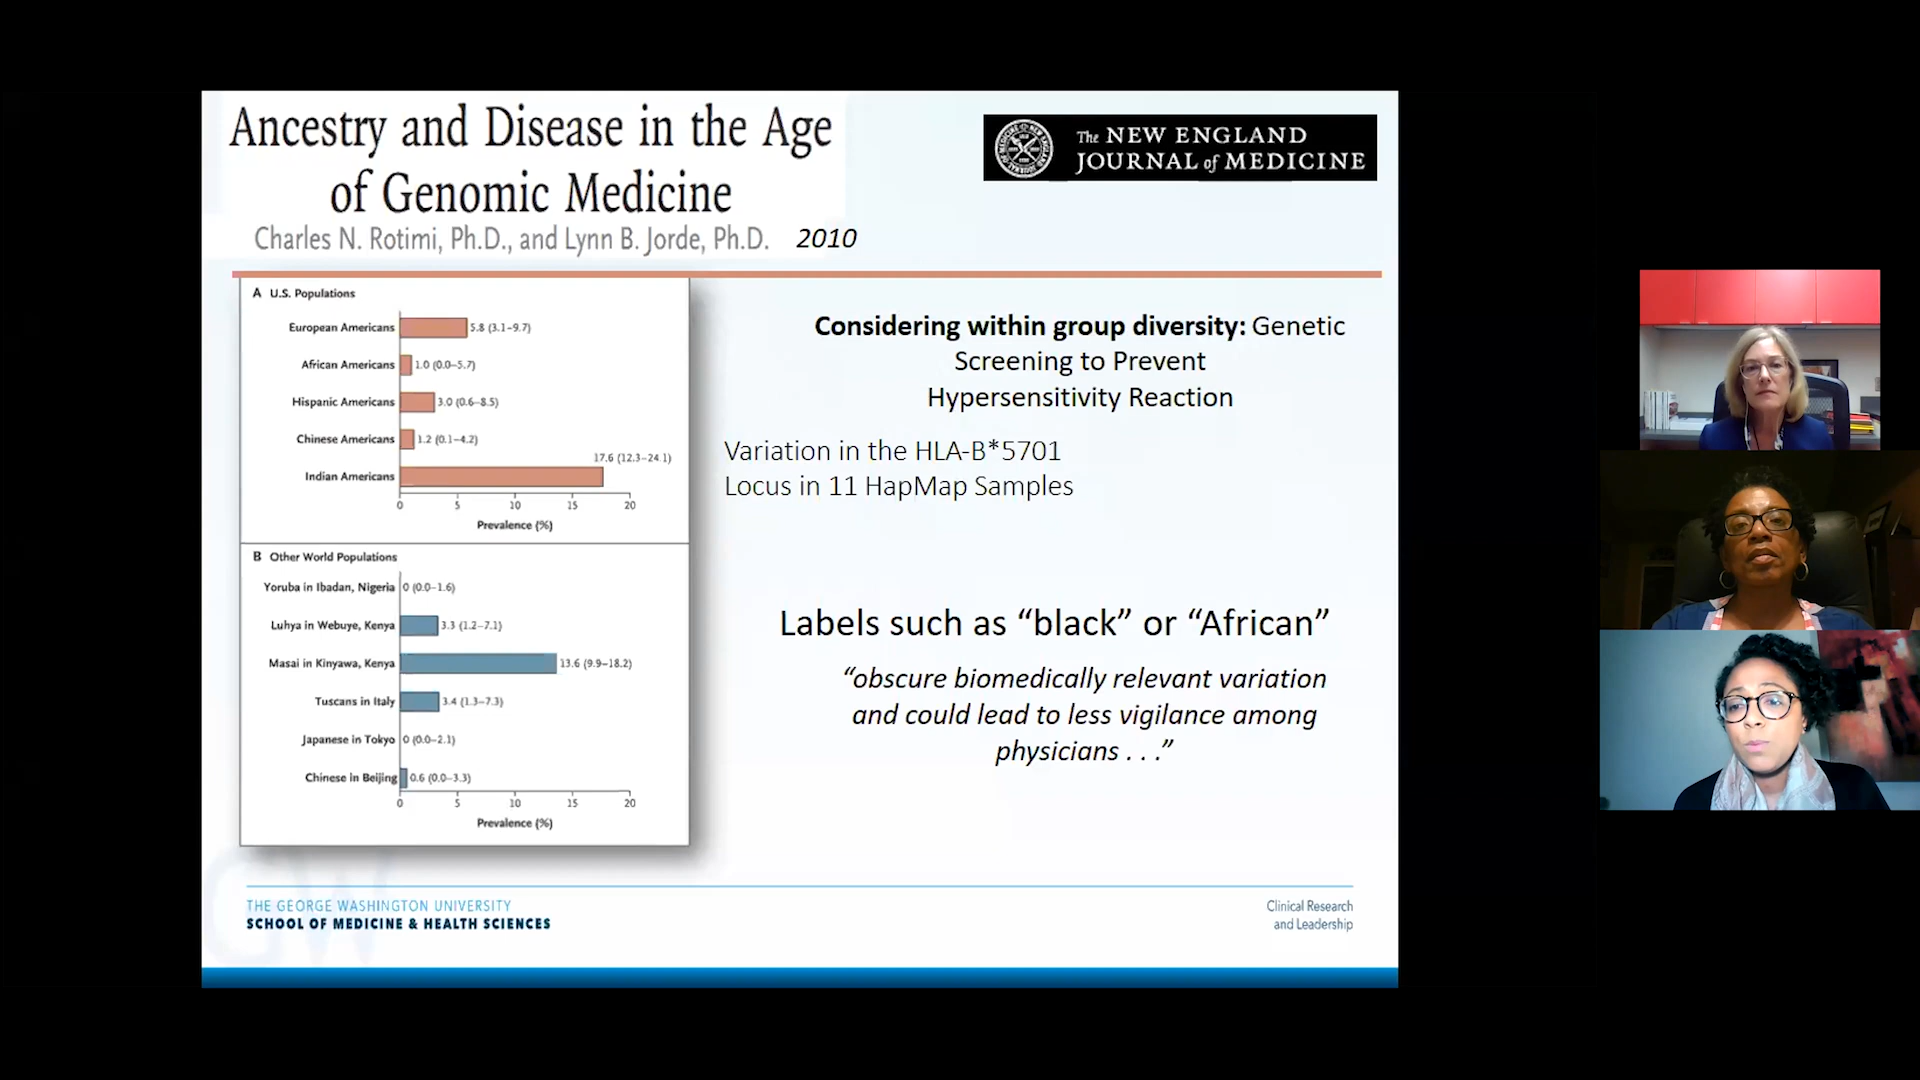 Ancestry and Disease in the Age
of Genomic Medicine
Charles N. Rotimi, Ph.D., and Lynn B. Jorde, Ph.D. 2010
The NEW ENGLAND
JOURNAL of MEDICINE
A U.S. Populations
European Americans 5.8 (3.1–9.7)
African Americans 1.0 (0.0–5.7)
Hispanic Americans 3.0 (0.6–8.5)
Chinese Americans 1.2 (0.1–4.2)
17.6 (12.3–24.1)
Indian Americans
0 5 10 15 20
Prevalence (%)
B Other World Populations
Yoruba in Ibadan, Nigeria 0 (0.0–1.6)
Luhya in Webuye, Kenya 3.3 (1.2–7.1)
Masai in Kinyawa, Kenya 13.6 (9.9–18.2)
Tuscans in Italy 3.4 (1.3–7.3)
Japanese in Tokyo 0 (0.0–2.1)
Chinese in Beijing 0.6 (0.0–3.3)
0 5 10 15 20
Prevalence (%)
Considering within group diversity: Genetic
Screening to Prevent
Hypersensitivity Reaction
Variation in the HLA-B*5701
Locus in 11 HapMap Samples
Labels such as “black” or “African”
“obscure biomedically relevant variation
and could lead to less vigilance among
physicians . . .”
GW
THE GEORGE WASHINGTON UNIVERSITY
SCHOOL OF MEDICINE & HEALTH SCIENCES
Clinical Research
and Leadership